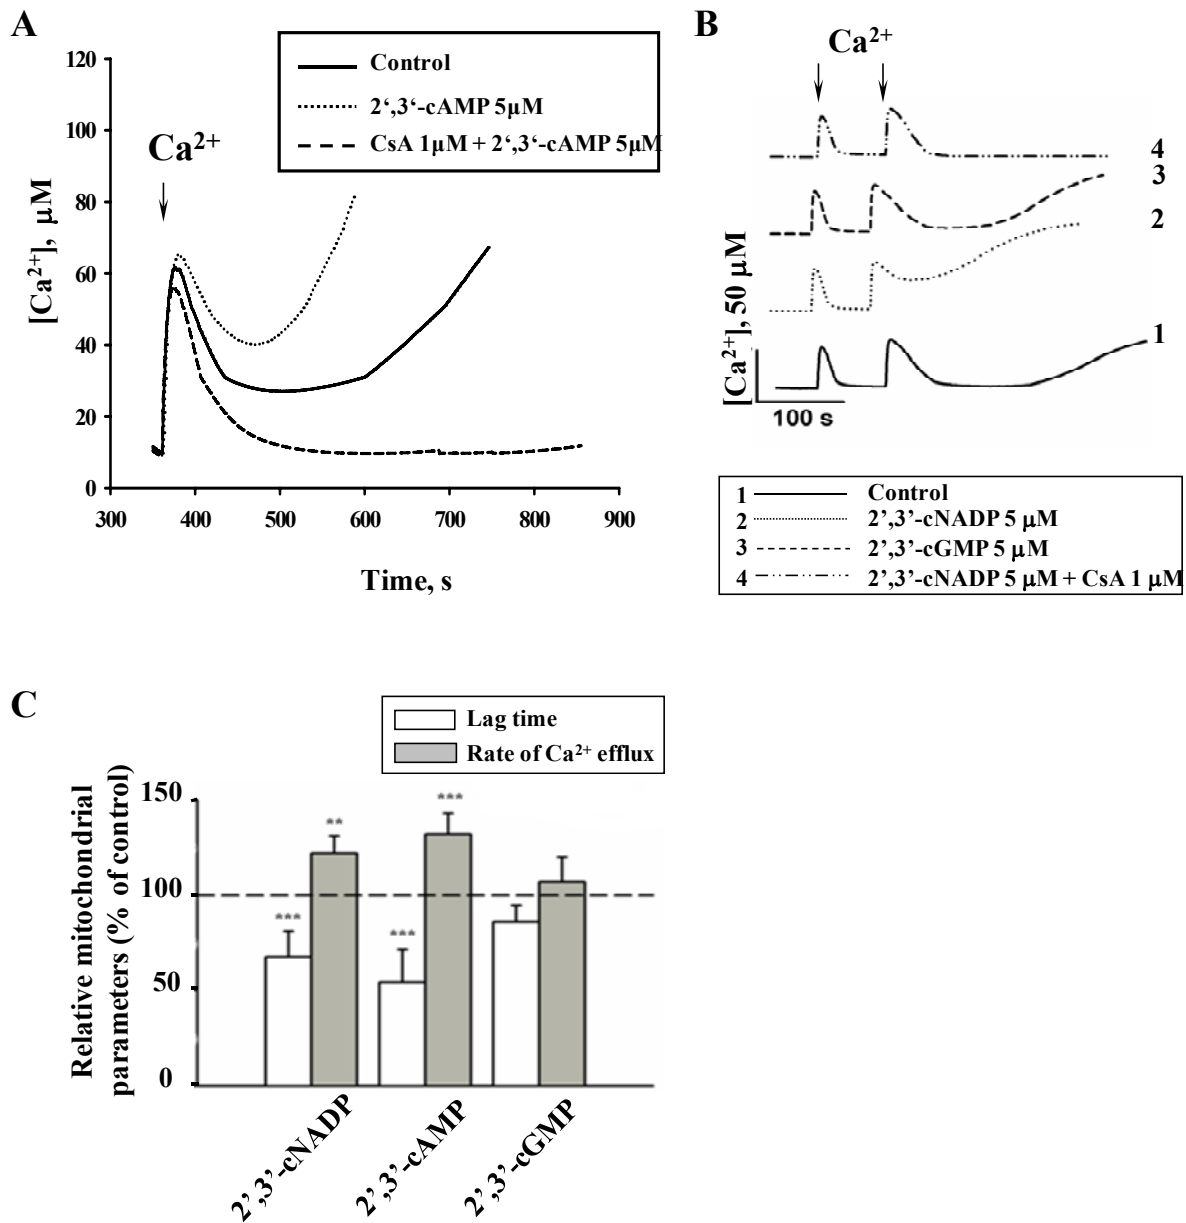 A
120
100
80
60
40
20
0
[Ca²⁺], μM
Ca²⁺
Control
2‘,3‘-cAMP 5μM
CsA 1μM + 2‘,3‘-cAMP 5μM
300 400 500 600 700 800 900
Time, s
B
Ca²⁺
4
3
2
1
[Ca²⁺], 50 μM
100 s
1 Control
2 2’,3’-cNADP 5 μM
3 2’,3’-cGMP 5 μM
4 2’,3’-cNADP 5 μM + CsA 1 μM
C
Lag time
Rate of Ca²⁺ efflux
Relative mitochondrial
parameters (% of control)
150
100
50
0
*** ** *** ***
2’,3’-cNADP
2’,3’-cAMP
2’,3’-cGMP